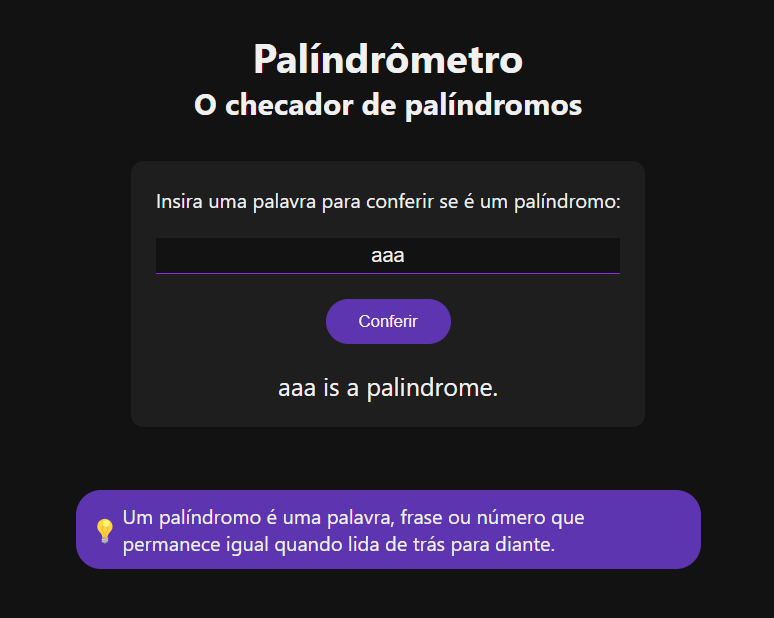 Palíndrômetro
O checador de palíndromos
Insira uma palavra para conferir se é um palíndromo:
aaa
Conferir
aaa is a palindrome.
Um palíndromo é uma palavra, frase ou número que
permanece igual quando lida de trás para diante.